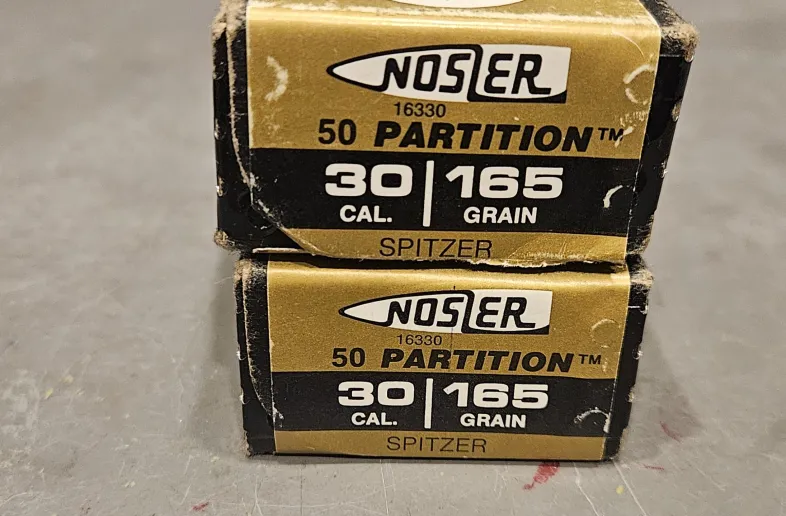 NOSLER
16330
50 PARTITION™
30 165
CAL. GRAIN
SPITZER
NOSLER
16330
50 PARTITION™
30 165
CAL. GRAIN
SPITZER